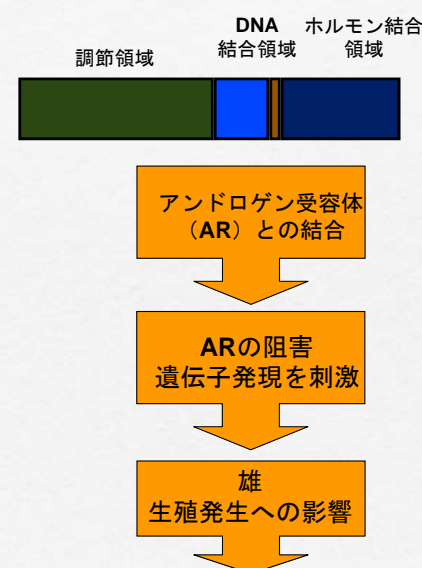 調節領域
DNA
結合領域
ホルモン結合
領域
アンドロゲン受容体
（AR）との結合
ARの阻害
遺伝子発現を刺激
雄
生殖発生への影響